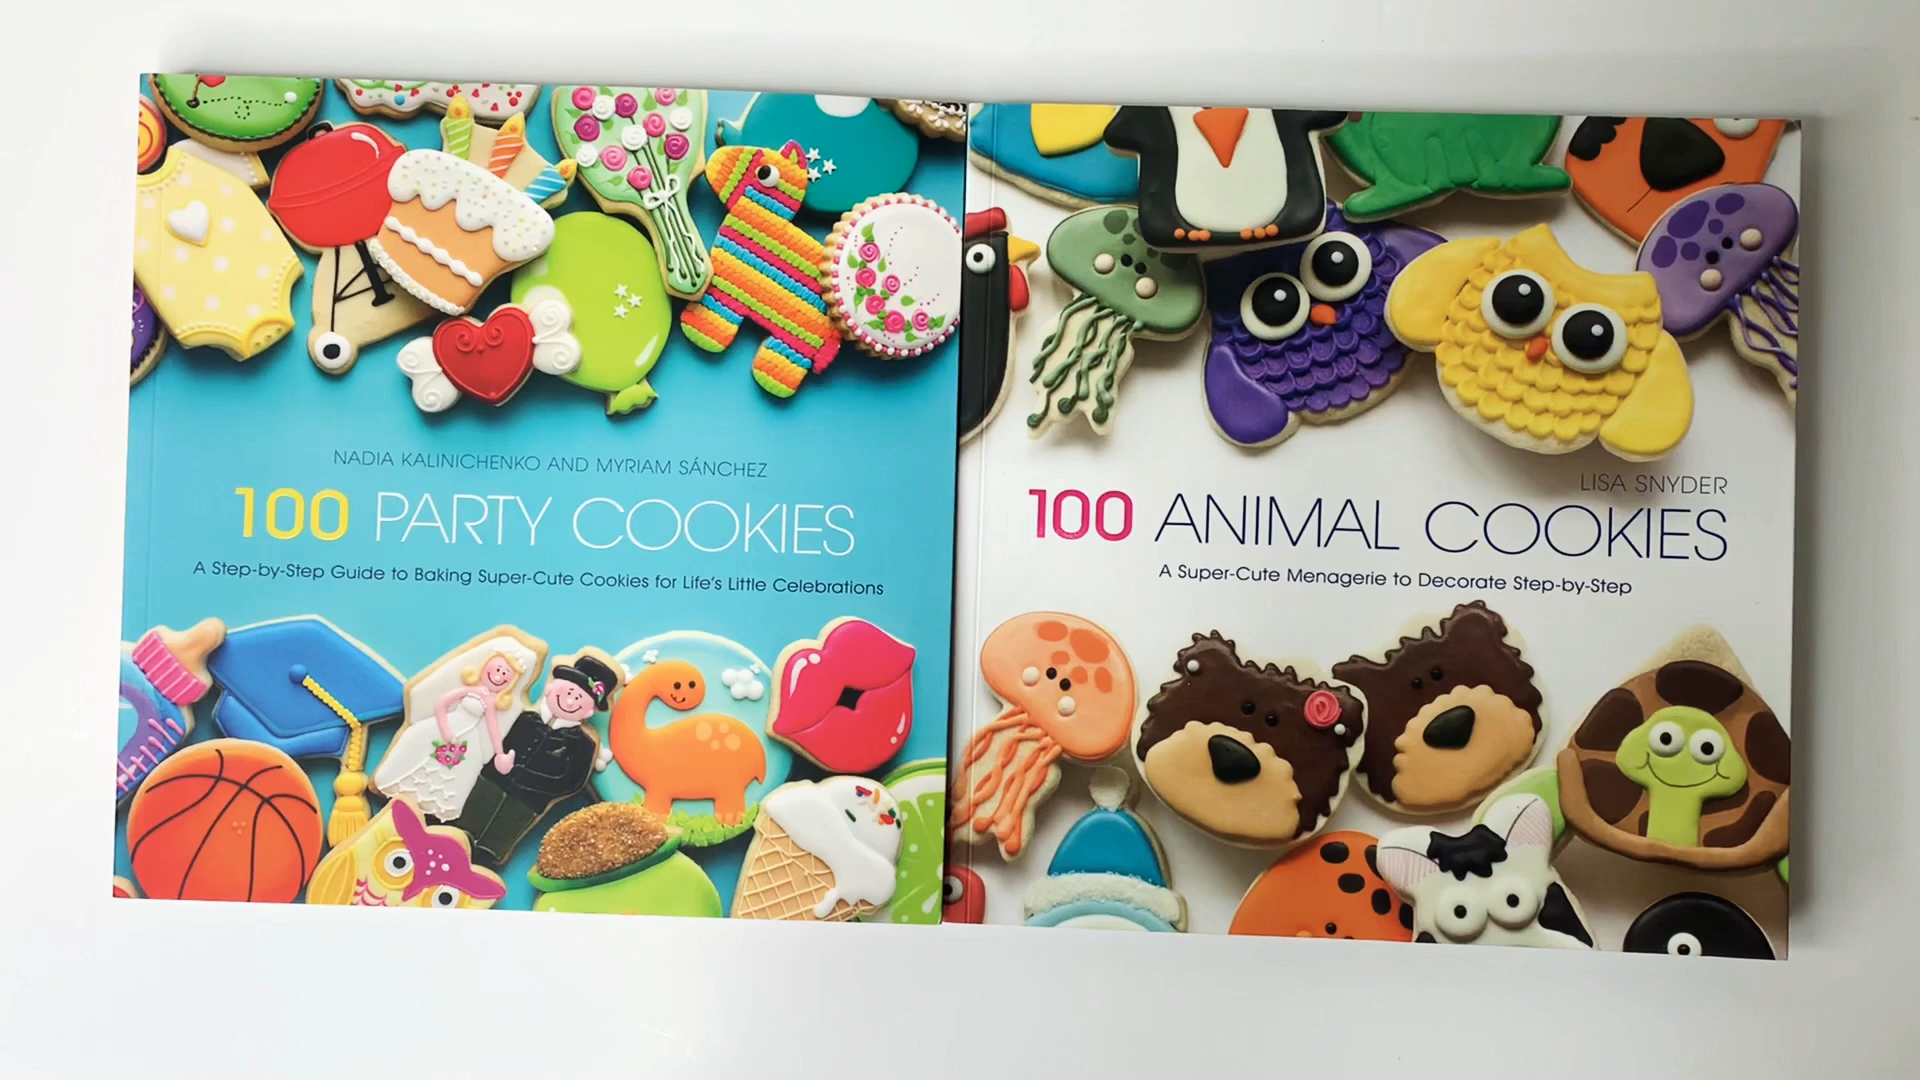 NADIA KALINICHENKO AND MYRIAM SÁNCHEZ
100 PARTY COOKIES
A Step-by-Step Guide to Baking Super-Cute Cookies for Life's Little Celebrations
LISA SNYDER
100 ANIMAL COOKIES
A Super-Cute Menagerie to Decorate Step-by-Step